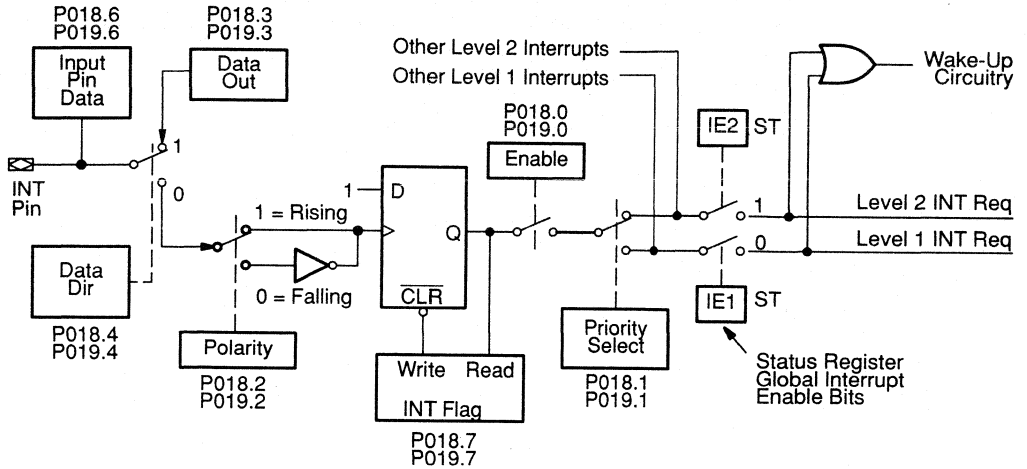 P018.6
P019.6
Input
Pin
Data
P018.3
P019.3
Data
Out
INT
Pin
1
0
Data
Dir
P018.4
P019.4
1 = Rising
0 = Falling
Polarity
P018.2
P019.2
1
D
Q
CLR
Write Read
INT Flag
P018.7
P019.7
Other Level 2 Interrupts
Other Level 1 Interrupts
P018.0
P019.0
Enable
Priority
Select
P018.1
P019.1
IE2 ST
1
0
IE1 ST
Status Register
Global Interrupt
Enable Bits
Wake-Up
Circuitry
Level 2 INT Req
Level 1 INT Req